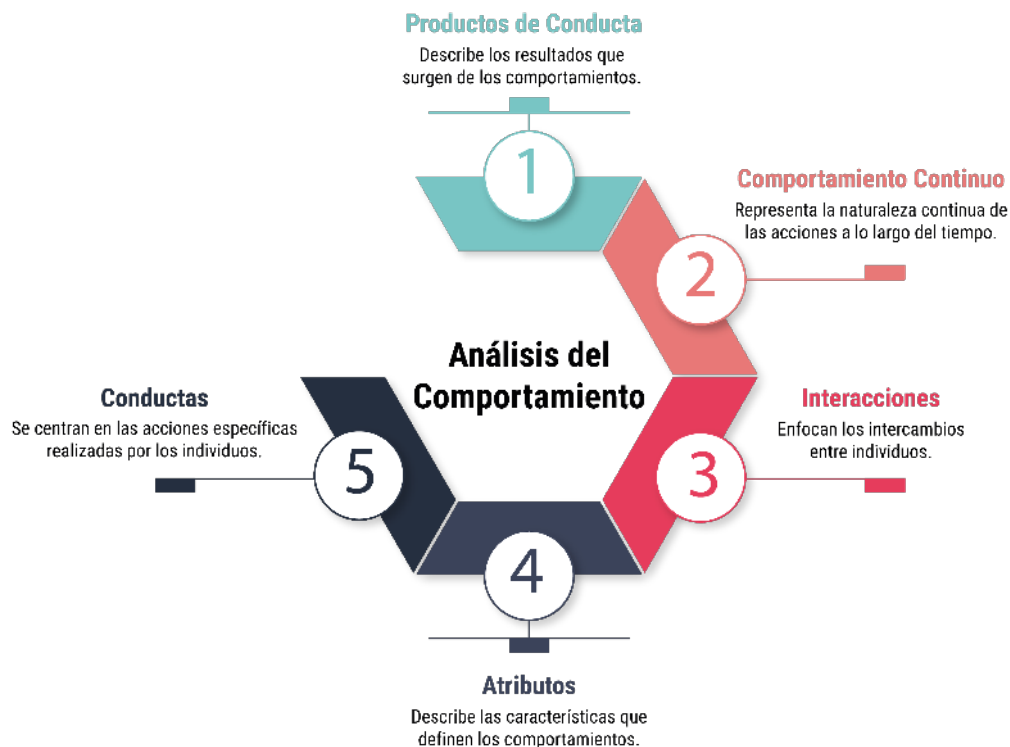 Productos de Conducta
Describe los resultados que
surgen de los comportamientos.
1
Comportamiento Continuo
Representa la naturaleza continua de
las acciones a lo largo del tiempo.
2
Análisis del
Comportamiento
Interacciones
Enfocan los intercambios
entre individuos.
3
Conductas
Se centran en las acciones específicas
realizadas por los individuos.
5
4
Atributos
Describe las características que
definen los comportamientos.